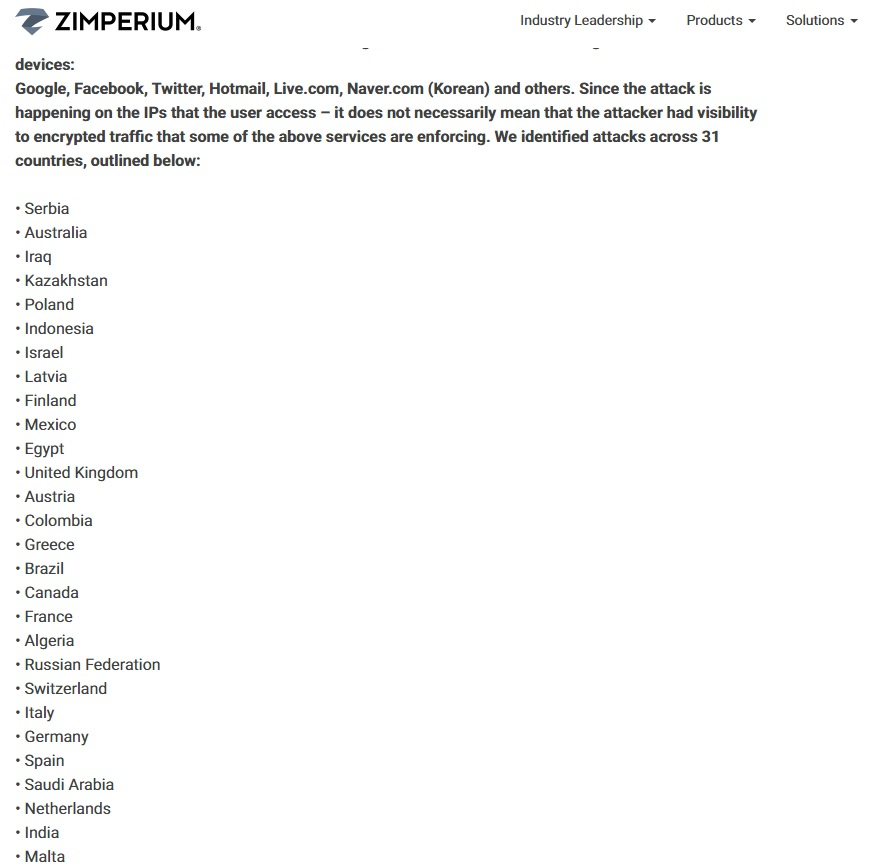 ZIMPERIUM®
Industry Leadership Products Solutions
devices:
Google, Facebook, Twitter, Hotmail, Live.com, Naver.com (Korean) and others. Since the attack is
happening on the IPs that the user access – it does not necessarily mean that the attacker had visibility
to encrypted traffic that some of the above services are enforcing. We identified attacks across 31
countries, outlined below:
• Serbia
• Australia
• Iraq
• Kazakhstan
• Poland
• Indonesia
• Israel
• Latvia
• Finland
• Mexico
• Egypt
• United Kingdom
• Austria
• Colombia
• Greece
• Brazil
• Canada
• France
• Algeria
• Russian Federation
• Switzerland
• Italy
• Germany
• Spain
• Saudi Arabia
• Netherlands
• India
• Malta